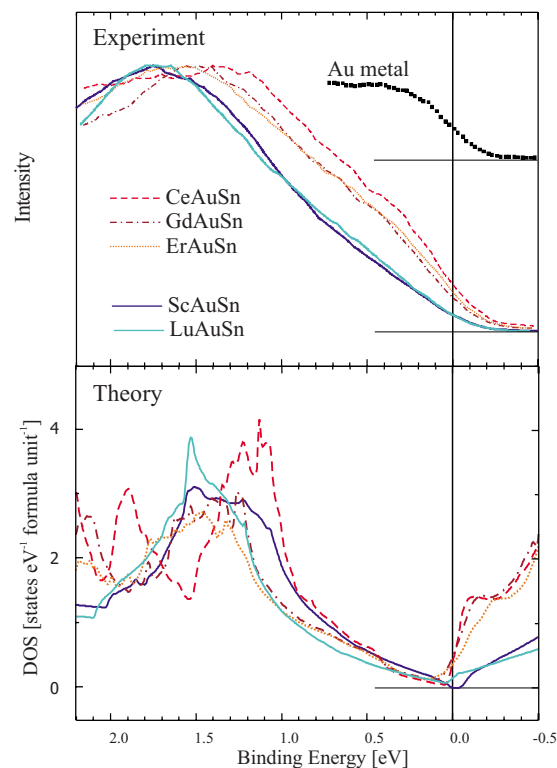 Experiment
Au metal
Intensity
CeAuSn
GdAuSn
ErAuSn
ScAuSn
LuAuSn
Theory
DOS [states eV⁻¹ formula unit⁻¹]
4
2
0
2.0 1.5 1.0 0.5 0.0 -0.5
Binding Energy [eV]